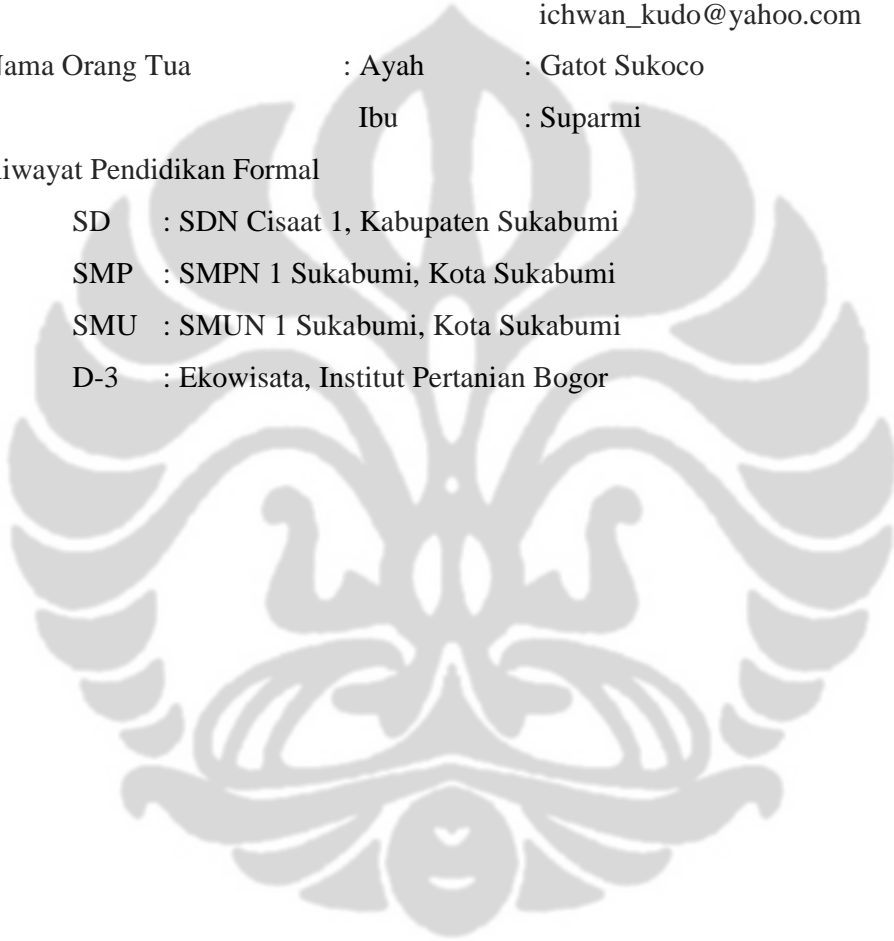 ichwan_kudo@yahoo.com
Nama Orang Tua : Ayah : Gatot Sukoco
Ibu : Suparmi
Riwayat Pendidikan Formal
SD : SDN Cisaat 1, Kabupaten Sukabumi
SMP : SMPN 1 Sukabumi, Kota Sukabumi
SMU : SMUN 1 Sukabumi, Kota Sukabumi
D-3 : Ekowisata, Institut Pertanian Bogor